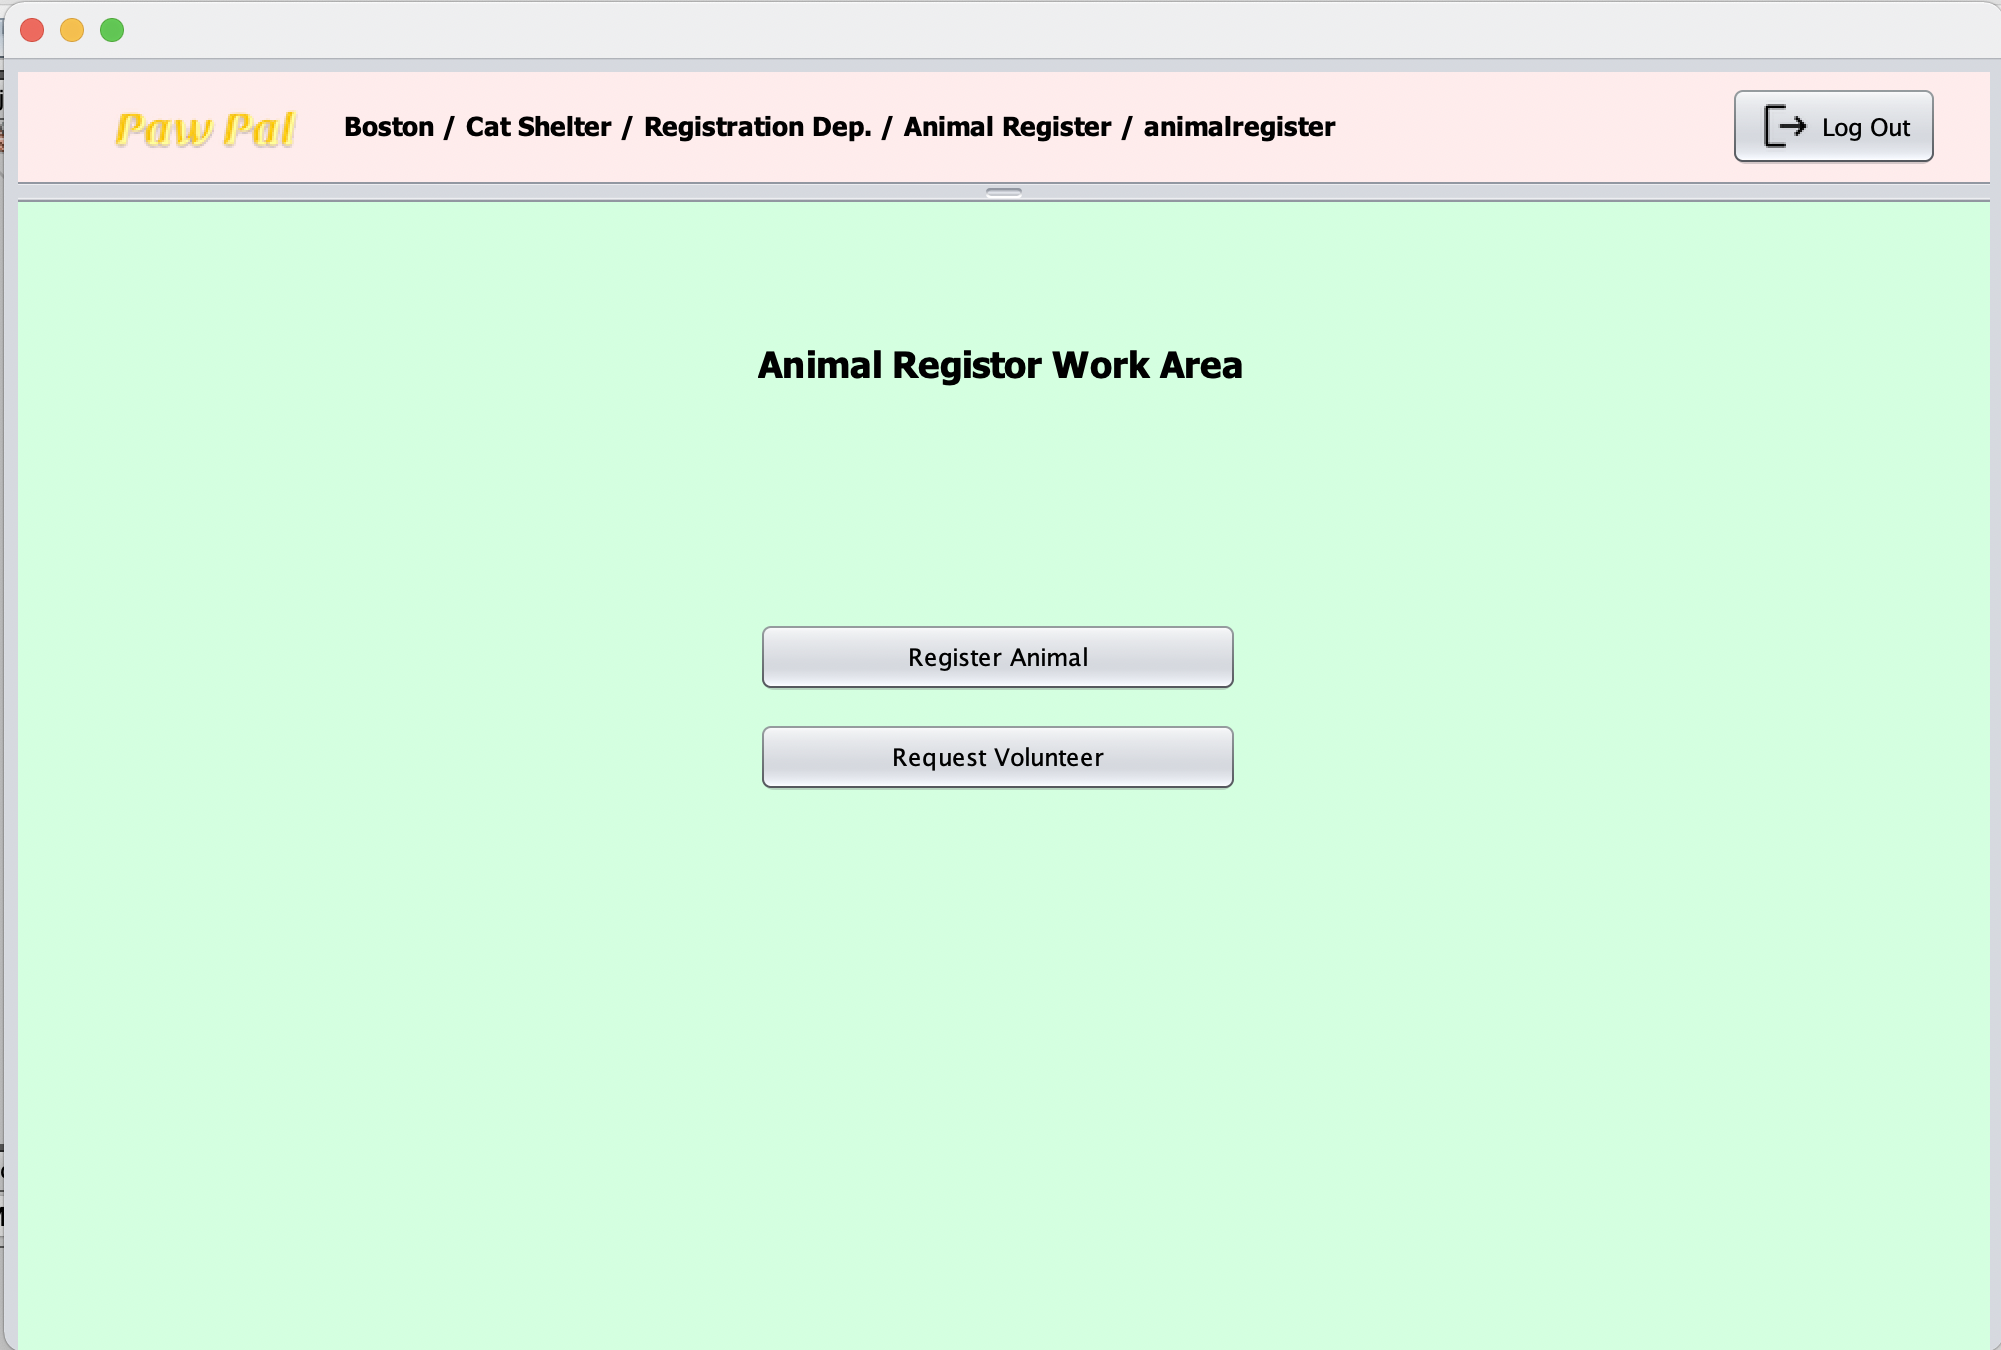 Paw Pal
Boston / Cat Shelter / Registration Dep. / Animal Register / animalregister
Log Out
Animal Registor Work Area
Register Animal
Request Volunteer